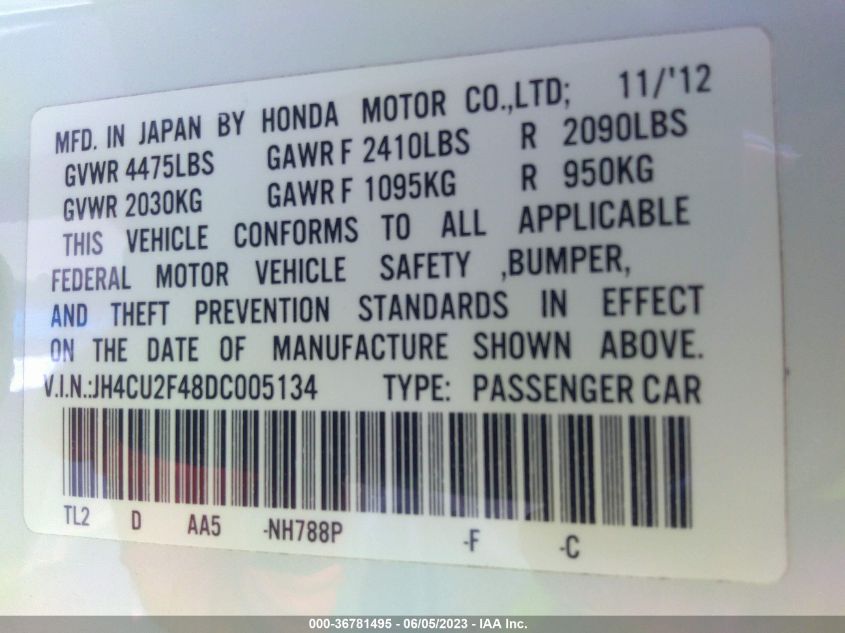 MFD. IN JAPAN BY HONDA MOTOR CO.,LTD; 11/'12
GVWR 4475LBS GAWR F 2410LBS R 2090LBS
GVWR 2030KG GAWR F 1095KG R 950KG
THIS VEHICLE CONFORMS TO ALL APPLICABLE
FEDERAL MOTOR VEHICLE SAFETY ,BUMPER,
AND THEFT PREVENTION STANDARDS IN EFFECT
ON THE DATE OF MANUFACTURE SHOWN ABOVE.
V.I.N.:JH4CU2F48DC005134 TYPE: PASSENGER CAR
TL2 D AA5 -NH788P -F -C
000-36781495 - 06/05/2023 - IAA Inc.